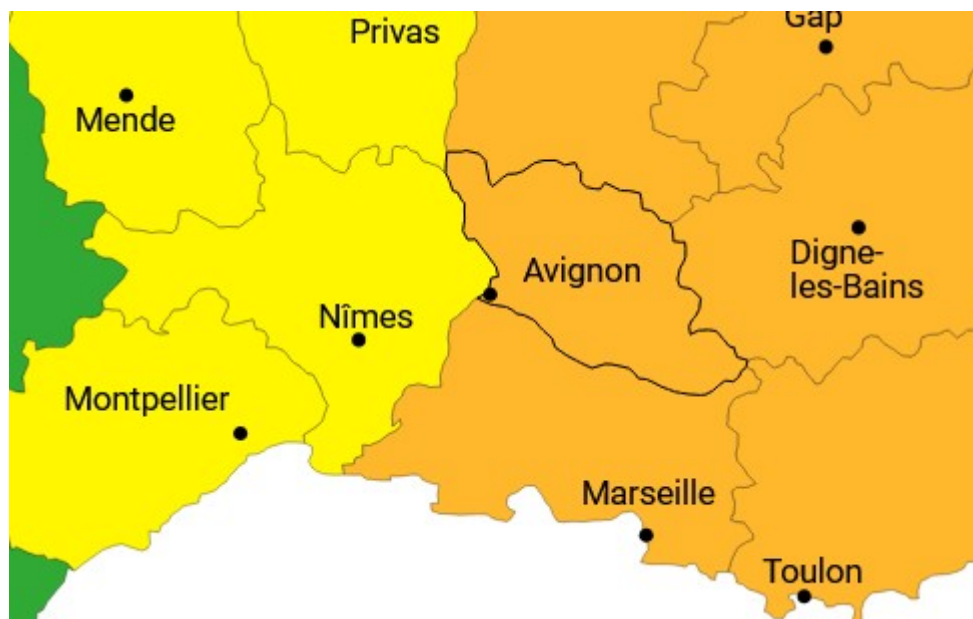 Gap
Privas
Mende
Digne-
les-Bains
Avignon
Nîmes
Montpellier
Marseille
Toulon